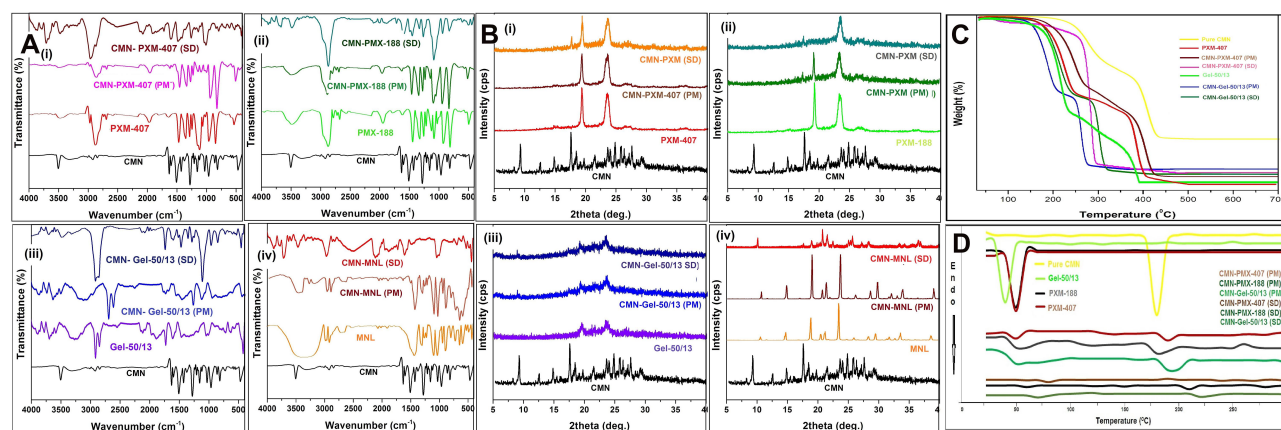 A
(i)
CMN- PXM-407 (SD)
CMN-PXM-407 (PM)
PXM-407
CMN
Transmittance (%)
4000 3500 3000 2500 2000 1500 1000 500
Wavenumber (cm-1)
(ii)
CMN-PMX-188 (SD)
CMN-PMX-188 (PM)
PMX-188
CMN
Transmittance (%)
4000 3500 3000 2500 2000 1500 1000 500
Wavenumber (cm-1)
(iii)
CMN- Gel-50/13 (SD)
CMN- Gel-50/13 (PM)
Gel-50/13
CMN
Transmittance (%)
4000 3500 3000 2500 2000 1500 1000 500
Wavenumber (cm-1)
(iv)
CMN-MNL (SD)
CMN-MNL (PM)
MNL
CMN
Transmittance (%)
4000 3500 3000 2500 2000 1500 1000 500
Wavenumber (cm-1)
B
(i)
CMN-PXM (SD)
CMN-PXM-407 (PM)
PXM-407
CMN
Intensity (cps)
5 10 15 20 25 30 35 40
2theta (deg.)
(ii)
CMN-PXM (SD)
CMN-PXM (PM)
PXM-188
CMN
Intensity (cps)
5 10 15 20 25 30 35 40
2theta (deg.)
(iii)
CMN-Gel-50/13 SD)
CMN-Gel-50/13 (PM)
Gel-50/13
CMN
Intensity (cps)
5 10 15 20 25 30 35 40
2theta (deg.)
(iv)
CMN-MNL (SD)
CMN-MNL (PM)
MNL
CMN
Intensity (cps)
5 10 15 20 25 30 35 40
2theta (deg.)
C
Pure CMN
PXM-407
CMN-PXM-407 (PM)
CMN-PXM-407 (SD)
Gel-50/13
CMN-Gel-50/13 (PM)
CMN-Gel-50/13 (SD)
Weight (%)
100 200 300 400 500 600 700
Temperature (°C)
D
Pure CMN
Gel-50/13
PXM-188
PXM-407
CMN-PMX-407 (PM)
CMN-PMX-188 (PM)
CMN-Gel-50/13 (PM)
CMN-PMX-407 (SD)
CMN-PMX-188 (SD)
CMN-Gel-50/13 (SD)
Endo
0 50 100
Temperature (°C)